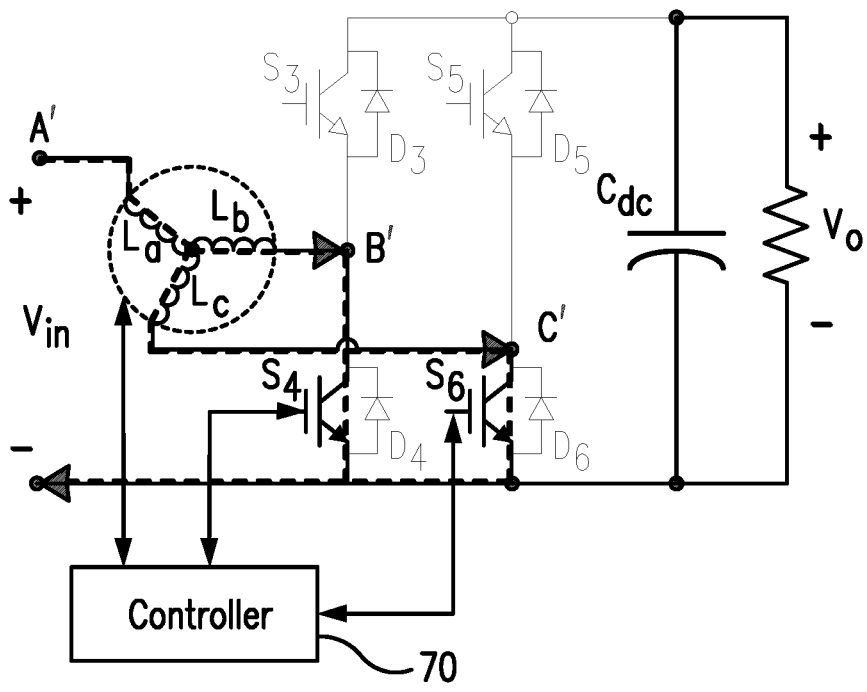 S3
S5
A'
D3
D5
+
+
Lb
Cdc
La
B'
Vo
Lc
Vin
C'
-
S4
S6
-
D4
D6
Controller
70